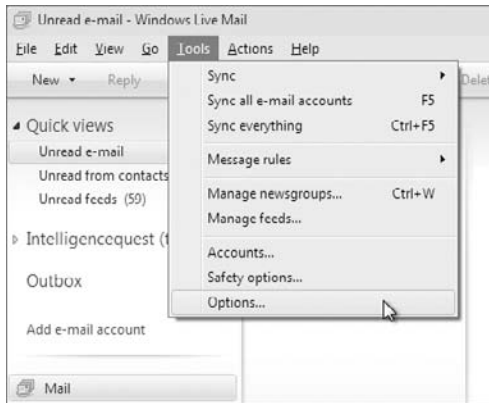 Unread e-mail - Windows Live Mail
File Edit View Go Tools Actions Help
New Reply Delet
Sync
Sync all e-mail accounts F5
Sync everything Ctrl+F5
Message rules
Manage newsgroups... Ctrl+W
Manage feeds...
Accounts...
Safety options...
Options...
Quick views
Unread e-mail
Unread from contacts
Unread feeds (59)
Intelligencequest (t
Outbox
Add e-mail account
Mail